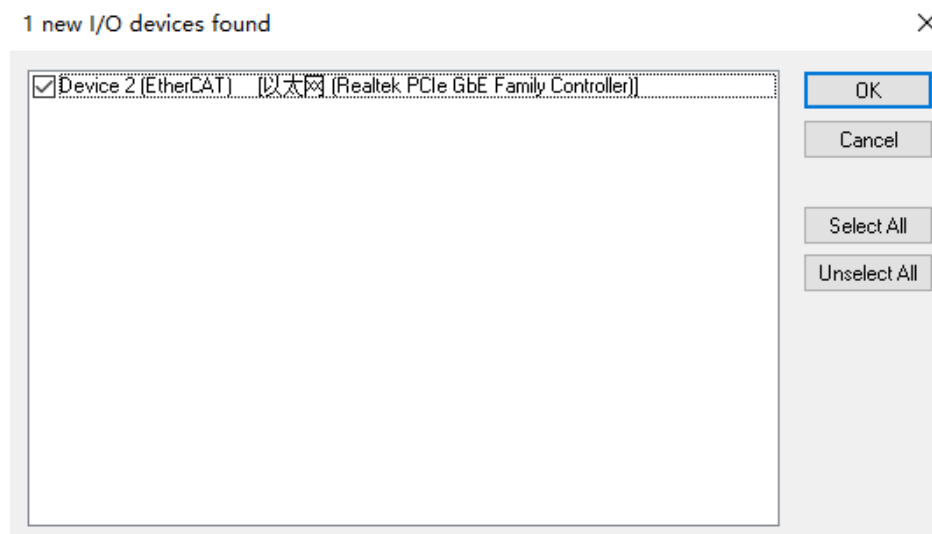 1 new I/O devices found
Device 2 (EtherCAT) [以太网 (Realtek PCIe GbE Family Controller)]
OK
Cancel
Select All
Unselect All